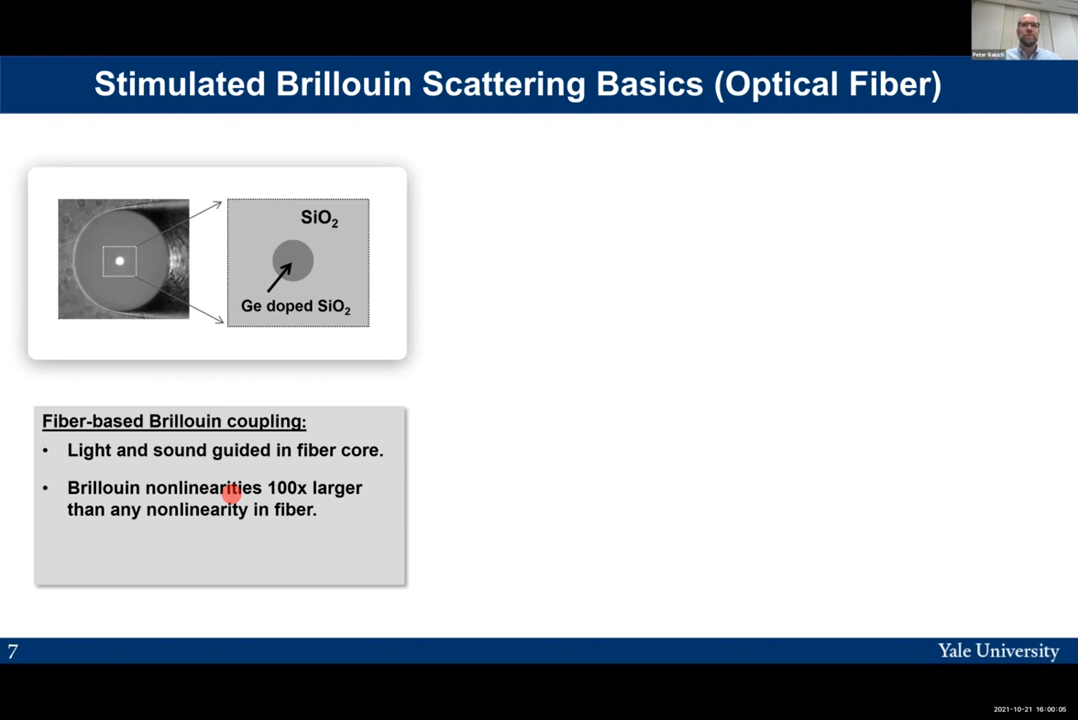 Peter Rakich
Stimulated Brillouin Scattering Basics (Optical Fiber)
SiO2
Ge doped SiO2
Fiber-based Brillouin coupling:
• Light and sound guided in fiber core.
• Brillouin nonlinearities 100x larger
than any nonlinearity in fiber.
7
Yale University
2021-10-21 16:00:05